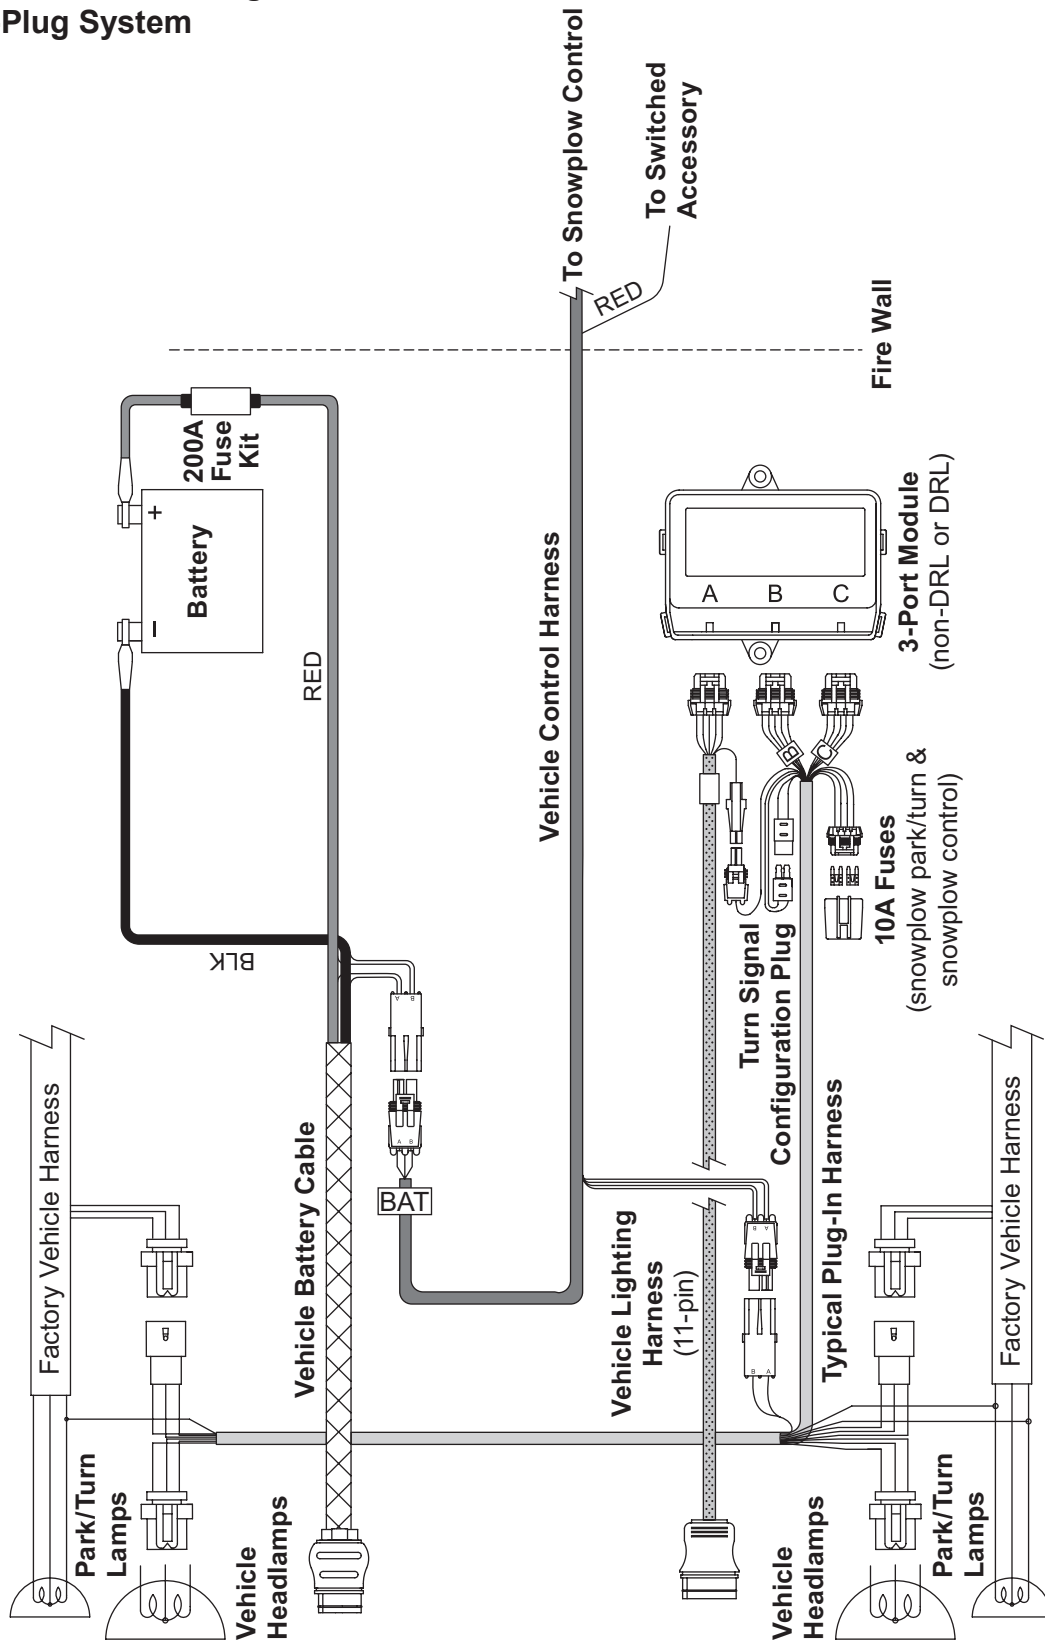 Plug System
To Snowplow Control
To Switched
Accessory
RED
Fire Wall
200A
Fuse
Kit
+
–
Battery
RED
BLK
Vehicle Control Harness
A
B
C
3-Port Module
(non-DRL or DRL)
B
C
10A Fuses
(snowplow park/turn &
snowplow control)
Turn Signal
Configuration Plug
A
B
A
B
BAT
Vehicle Battery Cable
Factory Vehicle Harness
Vehicle Lighting
Harness
(11-pin)
B
A
B
A
Typical Plug-In Harness
Factory Vehicle Harness
Park/Turn
Lamps
Vehicle
Headlamps
Vehicle
Headlamps
Park/Turn
Lamps